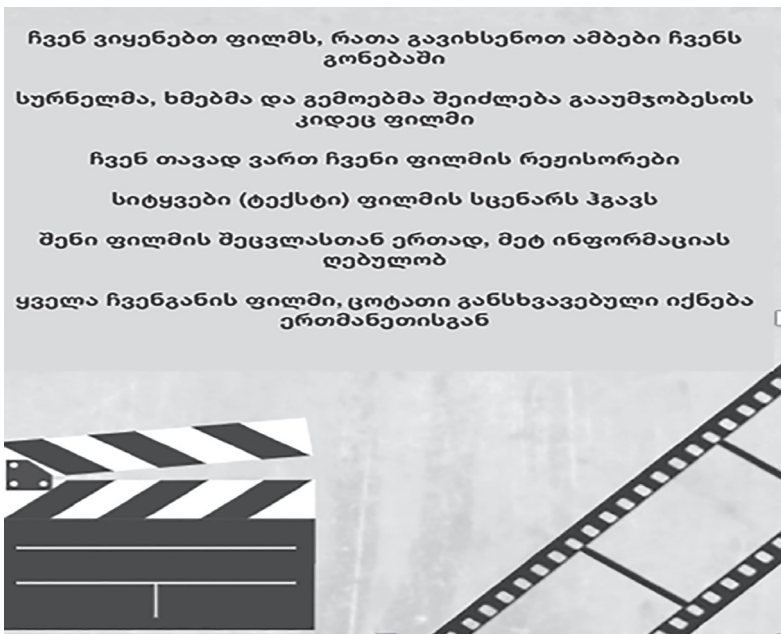 ჩვენ ვიყენებთ ფილმს, რათა გავიხსენოთ ამბები ჩვენს
გონებაში
სურნელმა, ხმებმა და გემოებმა შეიძლება გააუმჯობესოს
კიდეც ფილმი
ჩვენ თავად ვართ ჩვენი ფილმის რეჟისორები
სიტყვები (ტექსტი) ფილმის სცენარს ჰგავს
შენი ფილმის შეცვლასთან ერთად, მეტ ინფორმაციას
ღებულობ
ყველა ჩვენგანის ფილმი, ცოტათი განსხვავებული იქნება
ერთმანეთისგან